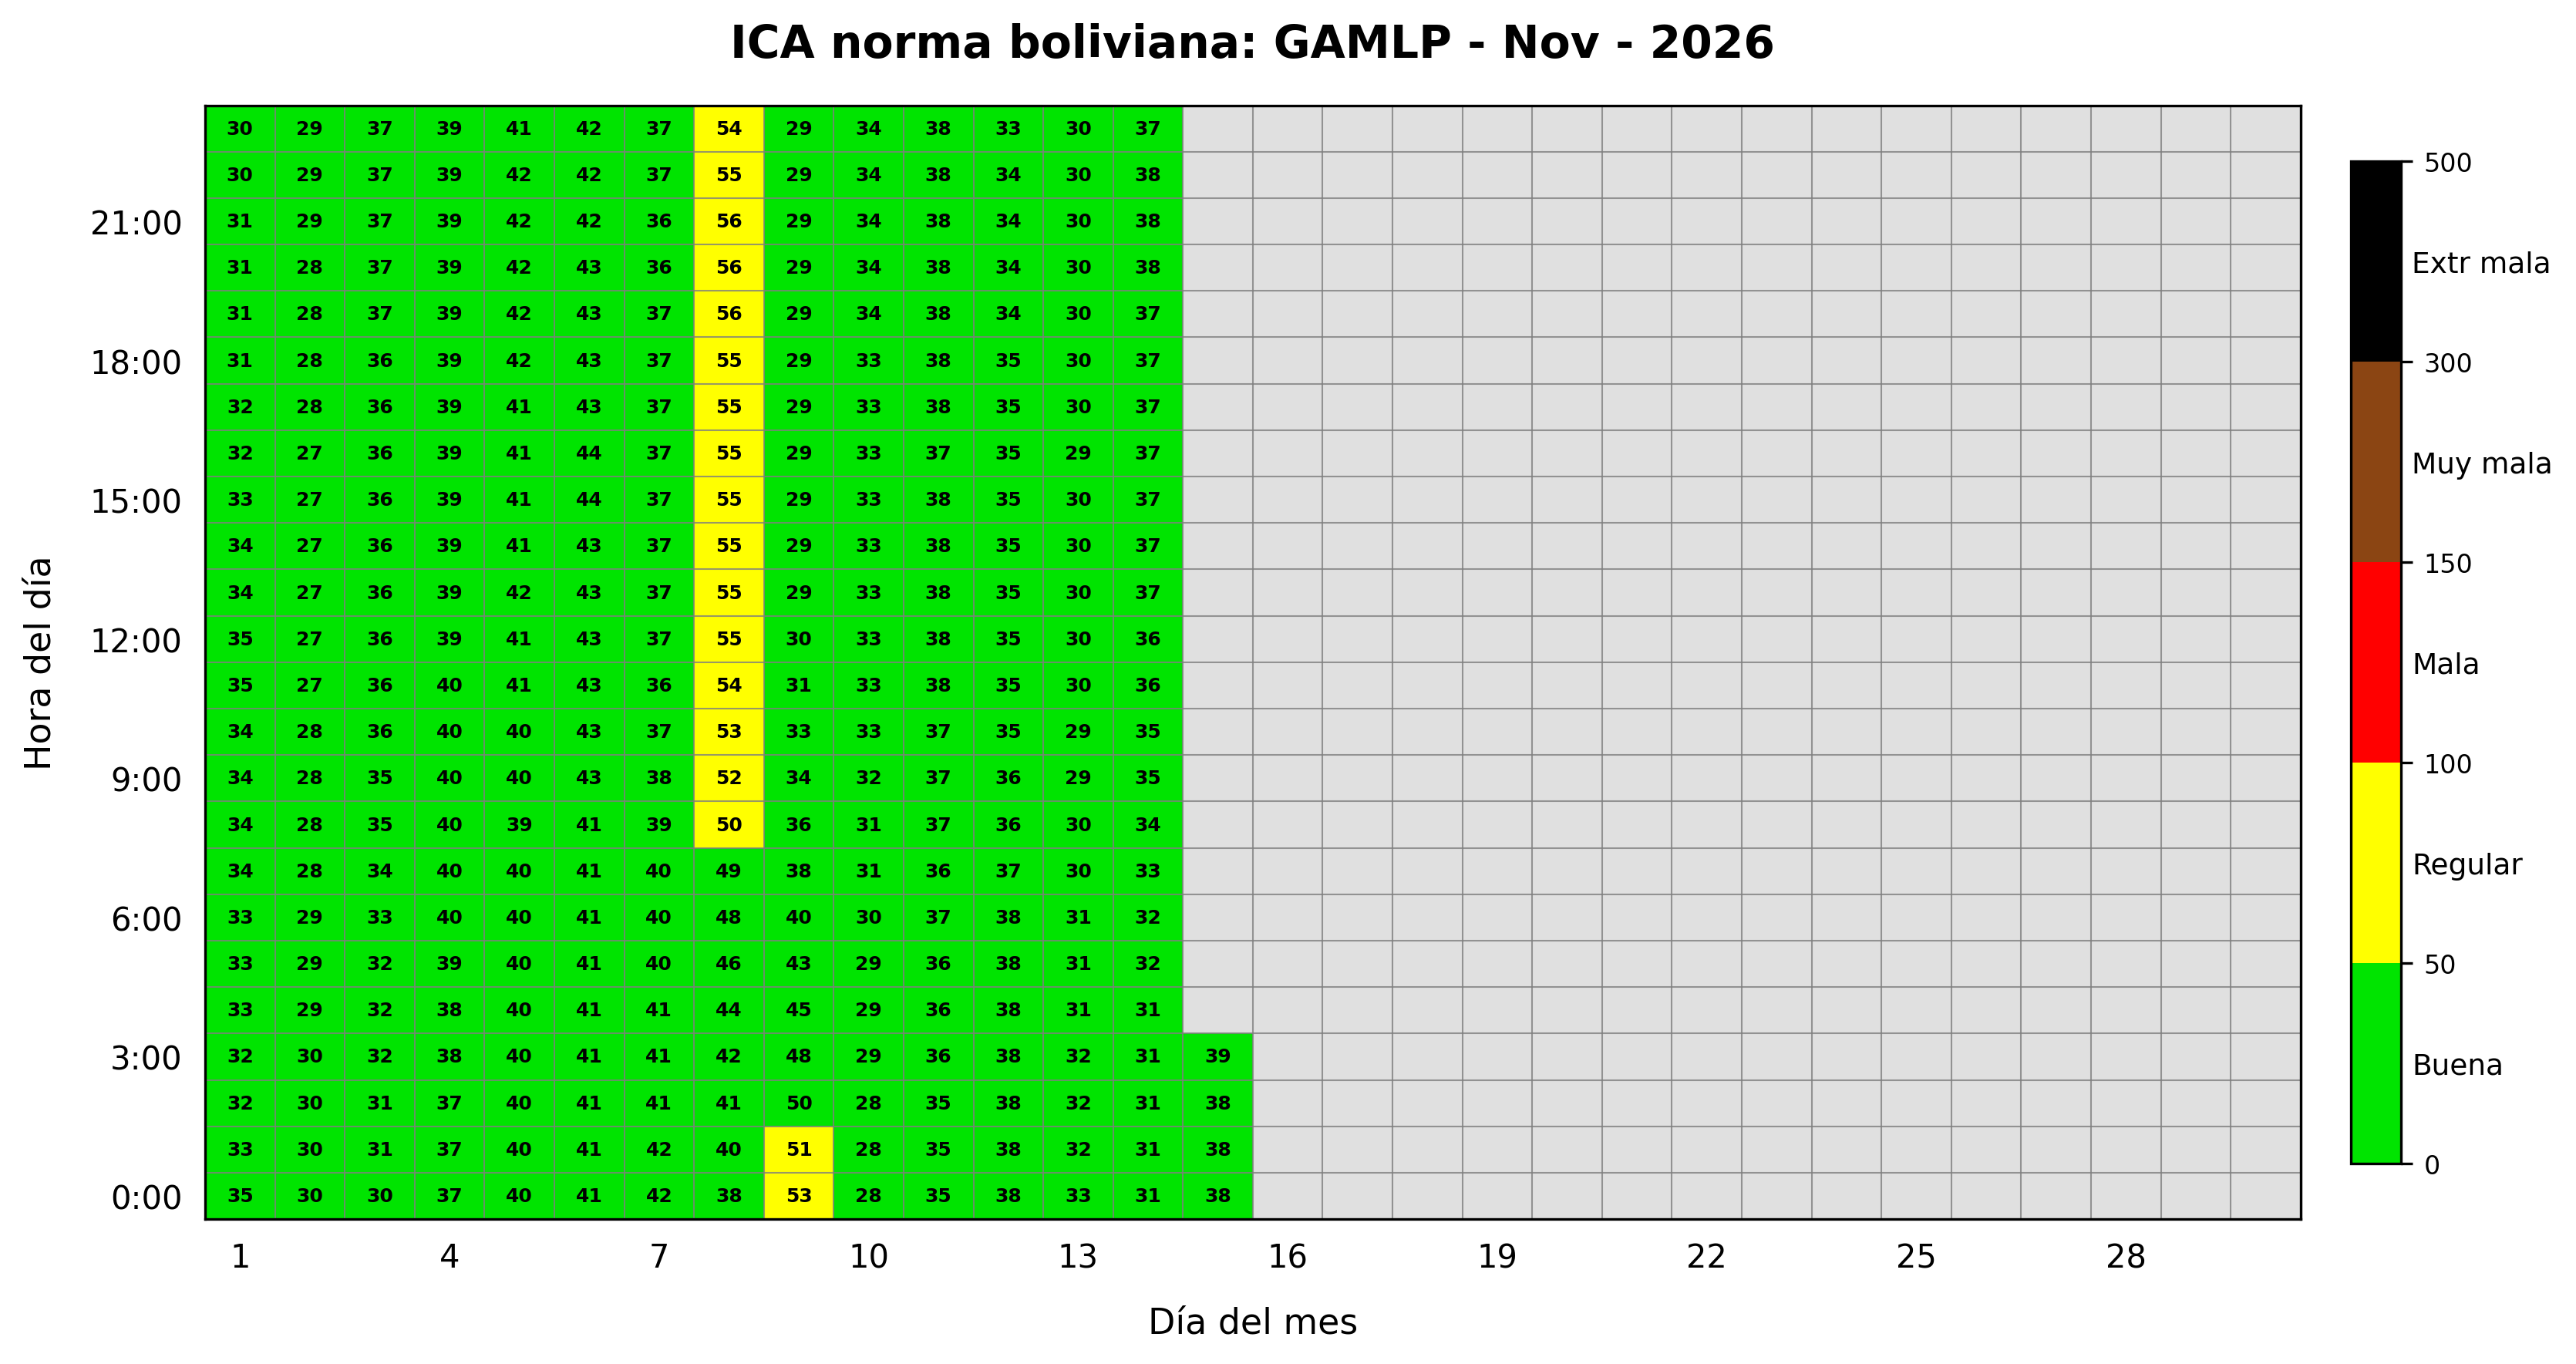 ICA norma boliviana: GAMLP - Nov - 2026
30 29 37 39 41 42 37 54 29 34 38 33 30 37
30 29 37 39 42 42 37 55 29 34 38 34 30 38
21:00 31 29 37 39 42 42 36 56 29 34 38 34 30 38
31 28 37 39 42 43 36 56 29 34 38 34 30 38
31 28 37 39 42 43 37 56 29 34 38 34 30 37
18:00 31 28 36 39 42 43 37 55 29 33 38 35 30 37
32 28 36 39 41 43 37 55 29 33 38 35 30 37
32 27 36 39 41 44 37 55 29 33 37 35 29 37
15:00 33 27 36 39 41 44 37 55 29 33 38 35 30 37
34 27 36 39 41 43 37 55 29 33 38 35 30 37
34 27 36 39 42 43 37 55 29 33 38 35 30 37
12:00 35 27 36 39 41 43 37 55 30 33 38 35 30 36
35 27 36 40 41 43 36 54 31 33 38 35 30 36
34 28 36 40 40 43 37 53 33 33 37 35 29 35
9:00 34 28 35 40 40 43 38 52 34 32 37 36 29 35
34 28 35 40 39 41 39 50 36 31 37 36 30 34
34 28 34 40 40 41 40 49 38 31 36 37 30 33
6:00 33 29 33 40 40 41 40 48 40 30 37 38 31 32
33 29 32 39 40 41 40 46 43 29 36 38 31 32
33 29 32 38 40 41 41 44 45 29 36 38 31 31
3:00 32 30 32 38 40 41 41 42 48 29 36 38 32 31 39
32 30 31 37 40 41 41 41 50 28 35 38 32 31 38
33 30 31 37 40 41 42 40 51 28 35 38 32 31 38
0:00 35 30 30 37 40 41 42 38 53 28 35 38 33 31 38
1 4 7 10 13 16 19 22 25 28
Hora del día
Día del mes
500
Extr mala
300
Muy mala
150
Mala
100
Regular
50
Buena
0